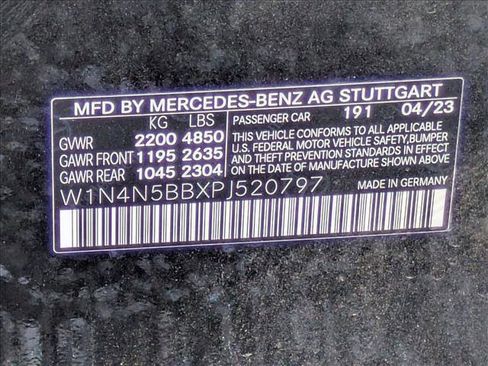 MFD BY MERCEDES-BENZ AG STUTTGART
KG LBS PASSENGER CAR 191 04/23
GVWR 2200 4850
GAWR FRONT 1195 2635
GAWR REAR 1045 2304
THIS VEHICLE CONFORMS TO ALL APPLICABLE
U.S. FEDERAL MOTOR VEHICLE SAFETY, BUMPER
AND THEFT PREVENTION STANDARDS IN EFFECT
ON THE DATE OF MANUFACTURE SHOWN ABOVE
W1N4N5BBXPJ520797
MADE IN GERMANY